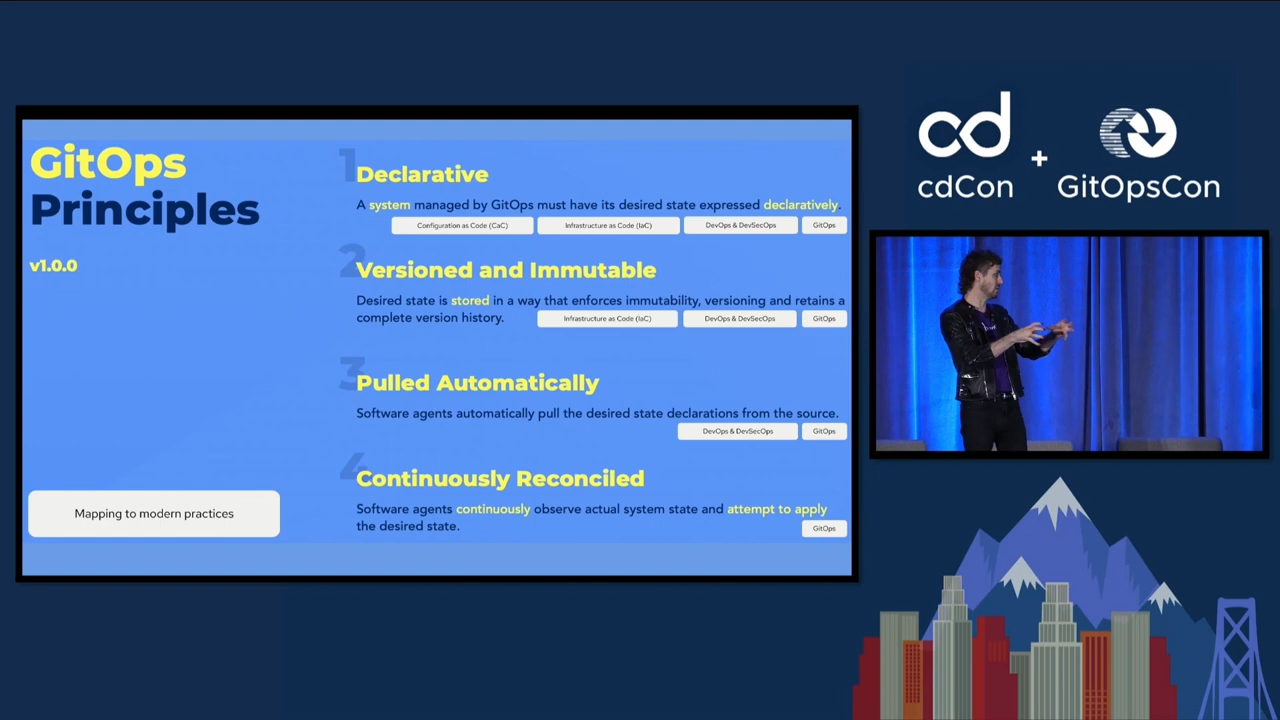 GitOps
Principles
v1.0.0
Mapping to modern practices
1
Declarative
A system managed by GitOps must have its desired state expressed declaratively.
Configuration as Code (CaC) Infrastructure as Code (IaC) DevOps & DevSecOps GitOps
2
Versioned and Immutable
Desired state is stored in a way that enforces immutability, versioning and retains a
complete version history.
Infrastructure as Code (IaC) DevOps & DevSecOps GitOps
3
Pulled Automatically
Software agents automatically pull the desired state declarations from the source.
DevOps & DevSecOps GitOps
4
Continuously Reconciled
Software agents continuously observe actual system state and attempt to apply
the desired state.
GitOps
cd
cdCon + GitOpsCon